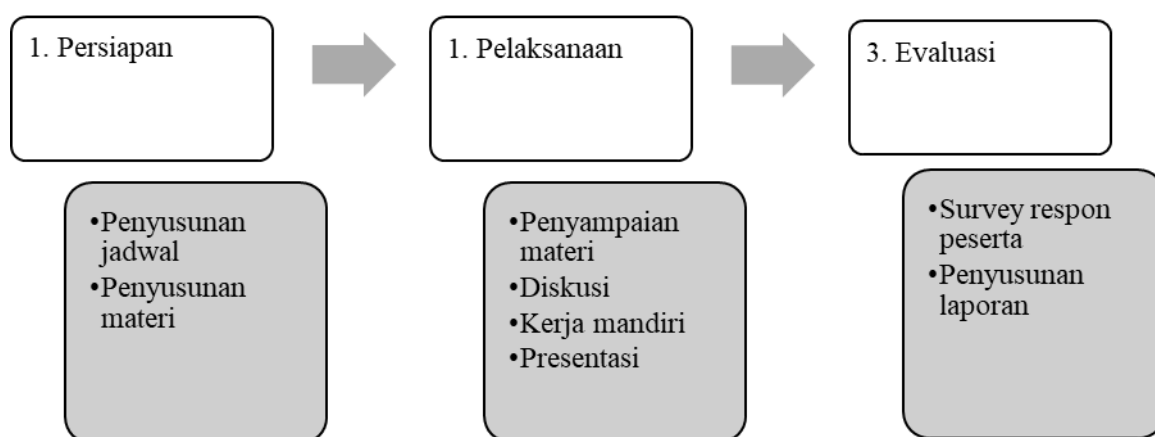 1. Persiapan
•Penyusunan
jadwal
•Penyusunan
materi
1. Pelaksanaan
•Penyampaian
materi
•Diskusi
•Kerja mandiri
•Presentasi
3. Evaluasi
•Survey respon
peserta
•Penyusunan
laporan